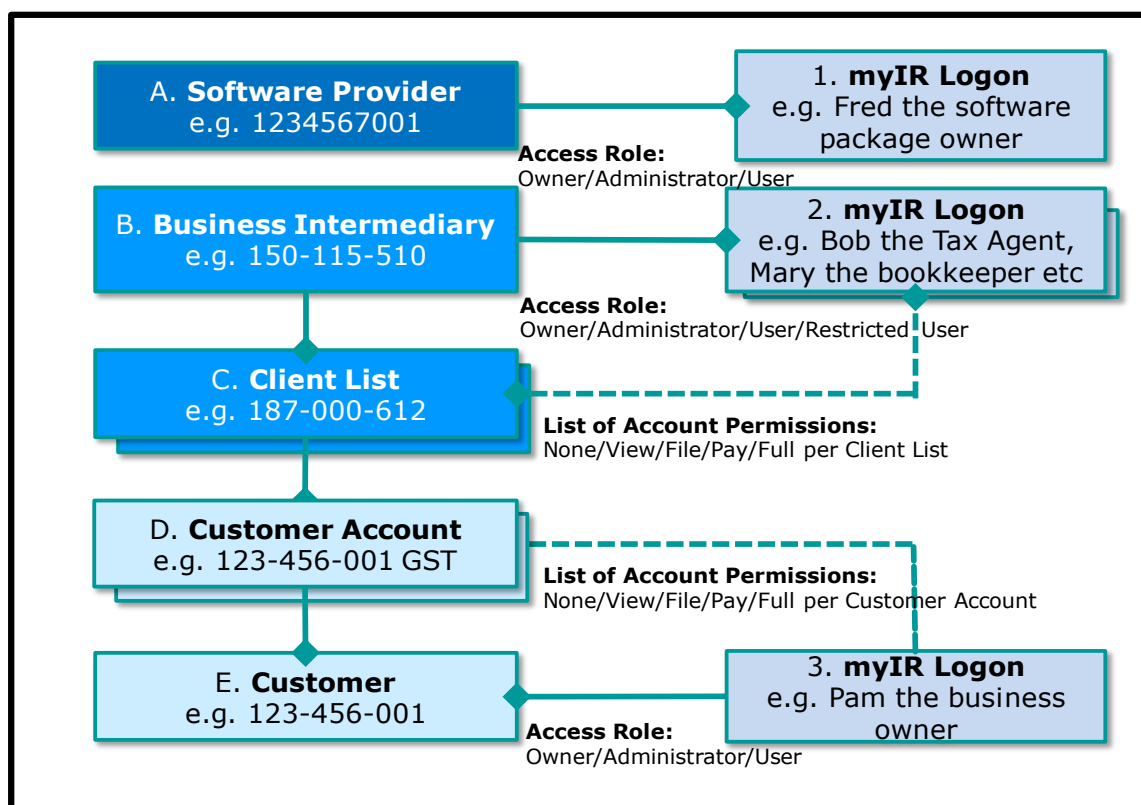 A. Software Provider
e.g. 1234567001
1. myIR Logon
e.g. Fred the software
package owner
Access Role:
Owner/Administrator/User
B. Business Intermediary
e.g. 150-115-510
2. myIR Logon
e.g. Bob the Tax Agent,
Mary the bookkeeper etc
Access Role:
Owner/Administrator/User/Restricted User
C. Client List
e.g. 187-000-612
List of Account Permissions:
None/View/File/Pay/Full per Client List
D. Customer Account
e.g. 123-456-001 GST
List of Account Permissions:
None/View/File/Pay/Full per Customer Account
E. Customer
e.g. 123-456-001
3. myIR Logon
e.g. Pam the business
owner
Access Role:
Owner/Administrator/User